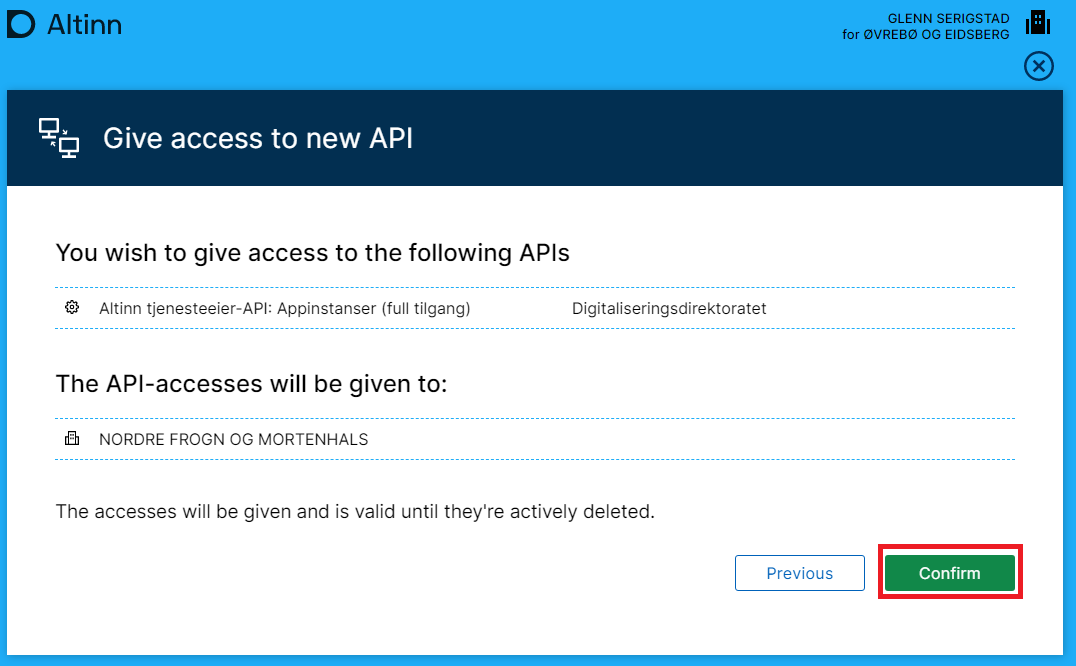 Altinn
GLENN SERIGSTAD
for ØVREBØ OG EIDSBERG
Give access to new API
You wish to give access to the following APIs
Altinn tjenesteeier-API: Appinstanser (full tilgang) Digitaliseringsdirektoratet
The API-accesses will be given to:
NORDRE FROGN OG MORTENHALS
The accesses will be given and is valid until they're actively deleted.
Previous Confirm